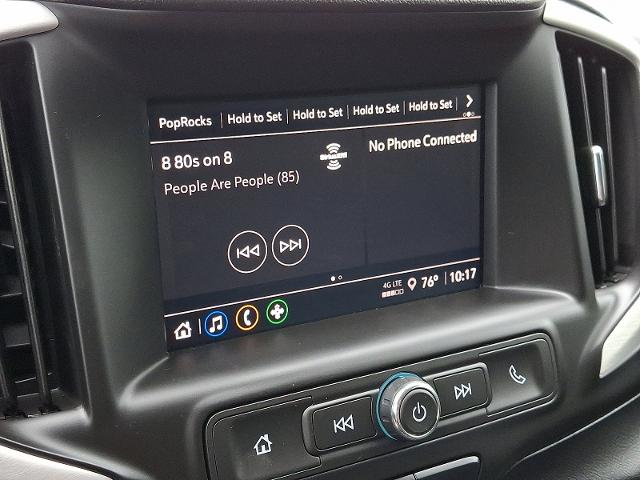 PopRocks Hold to Set Hold to Set Hold to Set Hold to Set
8 80s on 8
People Are People (85)
SiriusXM
No Phone Connected
4G LTE 76° 10:17